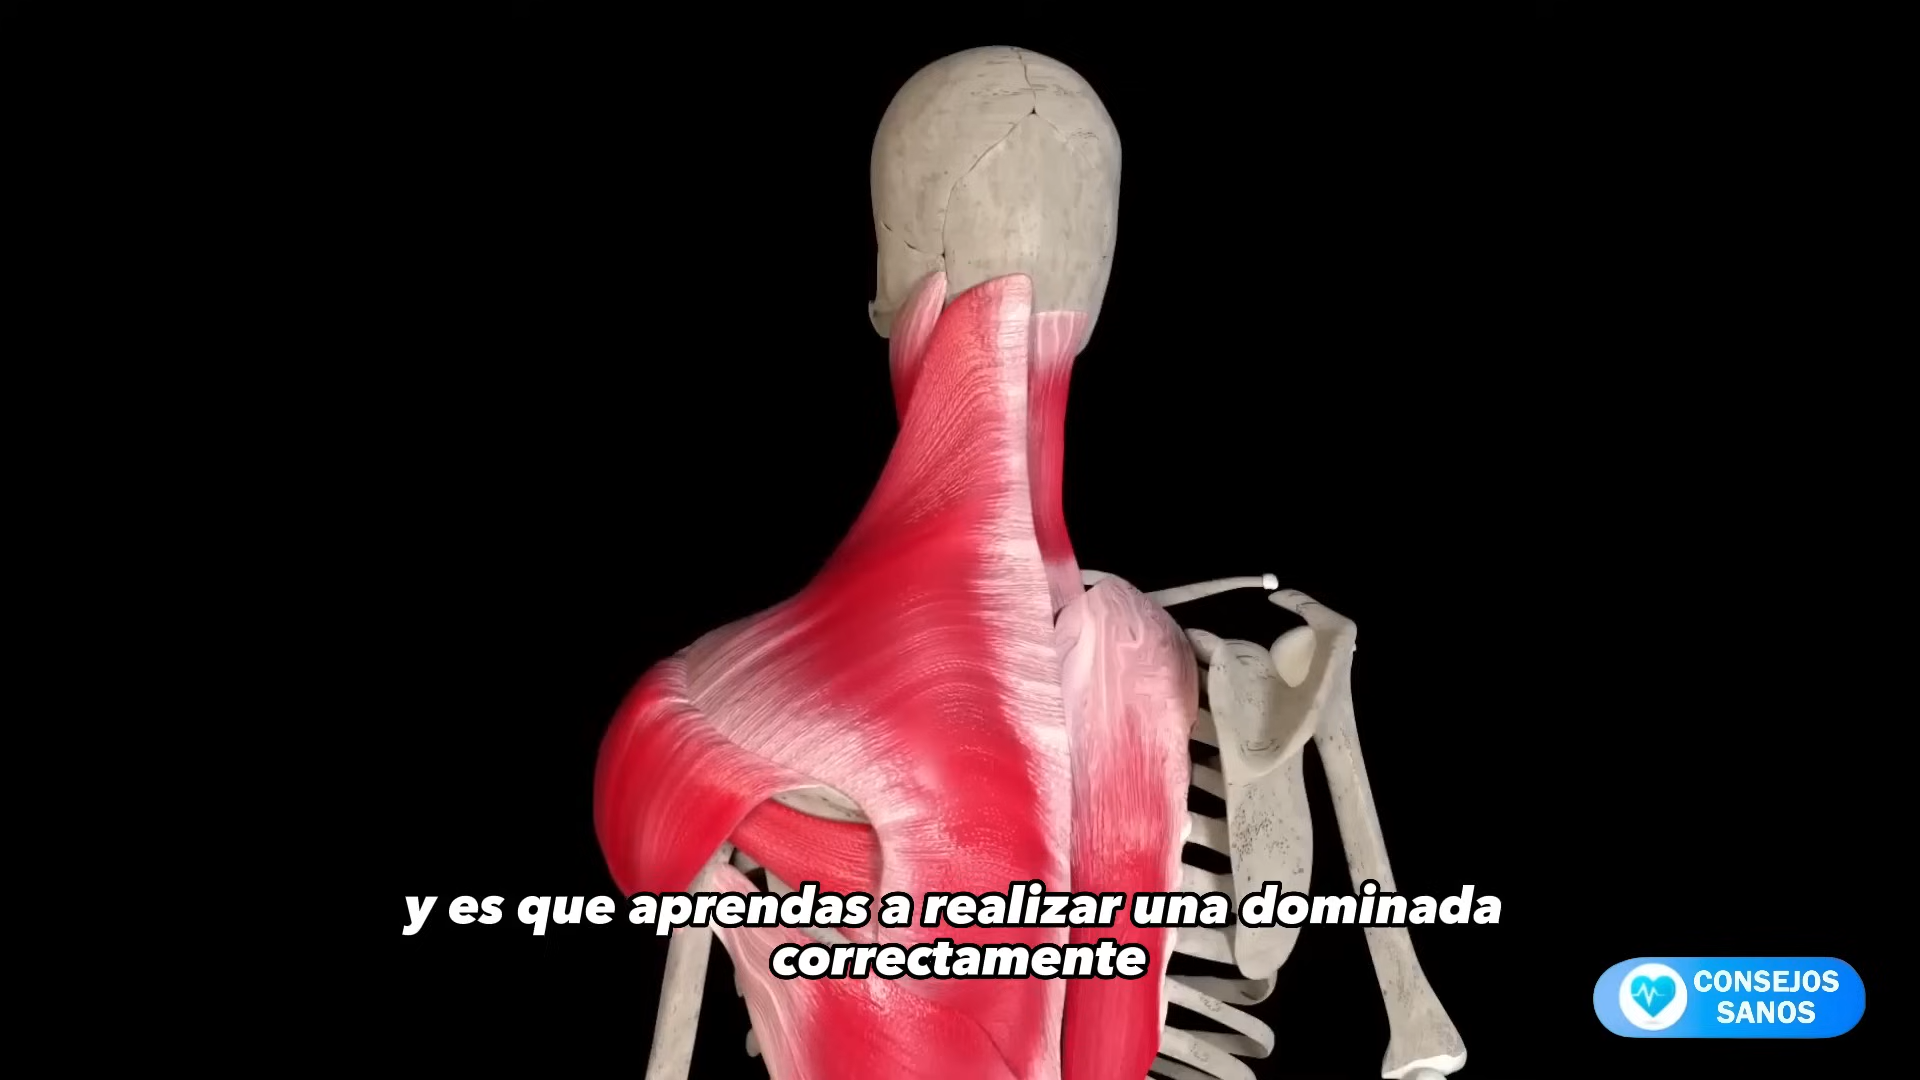 y es que aprendas a realizar una dominada
correctamente
CONSEJOS
SANOS